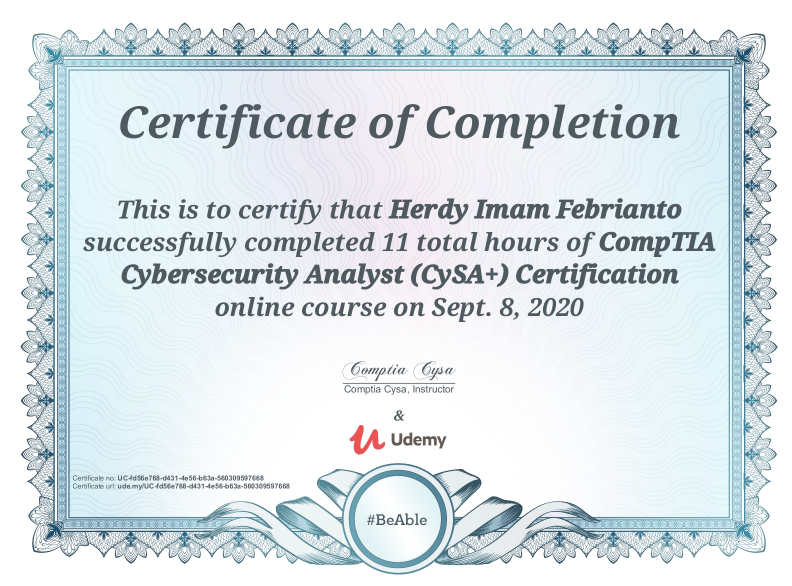 Certificate of Completion
This is to certify that Herdy Imam Febrianto
successfully completed 11 total hours of CompTIA
Cybersecurity Analyst (CySA+) Certification
online course on Sept. 8, 2020
Comptia Cysa
Comptia Cysa, Instructor
&
Udemy
Certificate no: UC-fd56e768-d431-4e56-b63a-560309597668
Certificate url: ude.my/UC-fd56e768-d431-4e56-b63a-560309597668
#BeAble